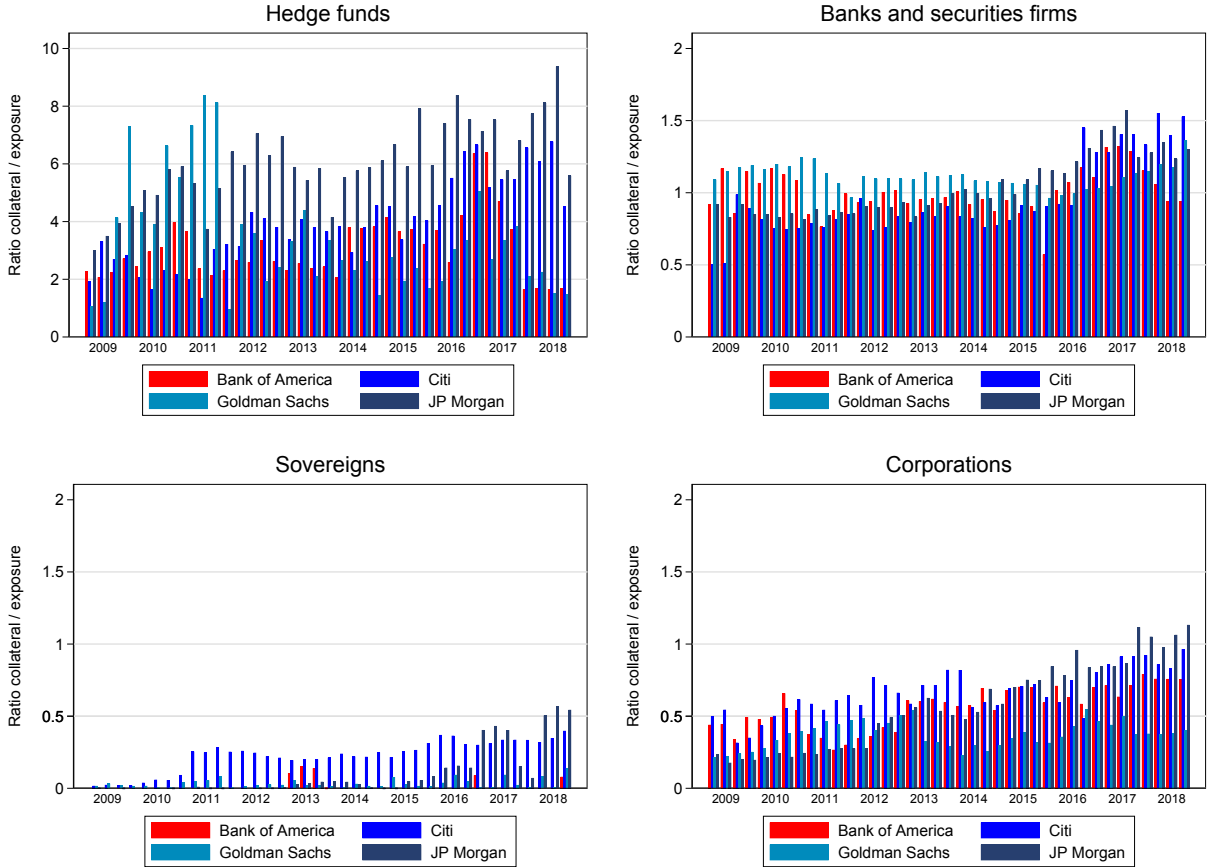 Hedge funds
Ratio collateral / exposure
10
8
6
4
2
0
2009 2010 2011 2012 2013 2014 2015 2016 2017 2018
Bank of America Citi
Goldman Sachs JP Morgan
Banks and securities firms
Ratio collateral / exposure
2
1.5
1
0.5
0
2009 2010 2011 2012 2013 2014 2015 2016 2017 2018
Bank of America Citi
Goldman Sachs JP Morgan
Sovereigns
Ratio collateral / exposure
2
1.5
1
0.5
0
2009 2010 2011 2012 2013 2014 2015 2016 2017 2018
Bank of America Citi
Goldman Sachs JP Morgan
Corporations
Ratio collateral / exposure
2
1.5
1
0.5
0
2009 2010 2011 2012 2013 2014 2015 2016 2017 2018
Bank of America Citi
Goldman Sachs JP Morgan